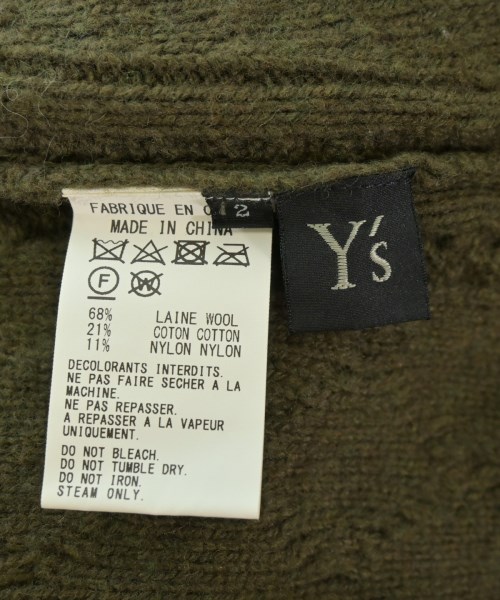 FABRIQUE EN
2
MADE IN CHINA
F
W
68% LAINE WOOL
21% COTON COTTON
11% NYLON NYLON
DECOLORANTS INTERDITS.
NE PAS FAIRE SECHER A LA
MACHINE.
NE PAS REPASSER.
A REPASSER A LA VAPEUR
UNIQUEMENT.
DO NOT BLEACH.
DO NOT TUMBLE DRY.
DO NOT IRON.
STEAM ONLY.
Y's